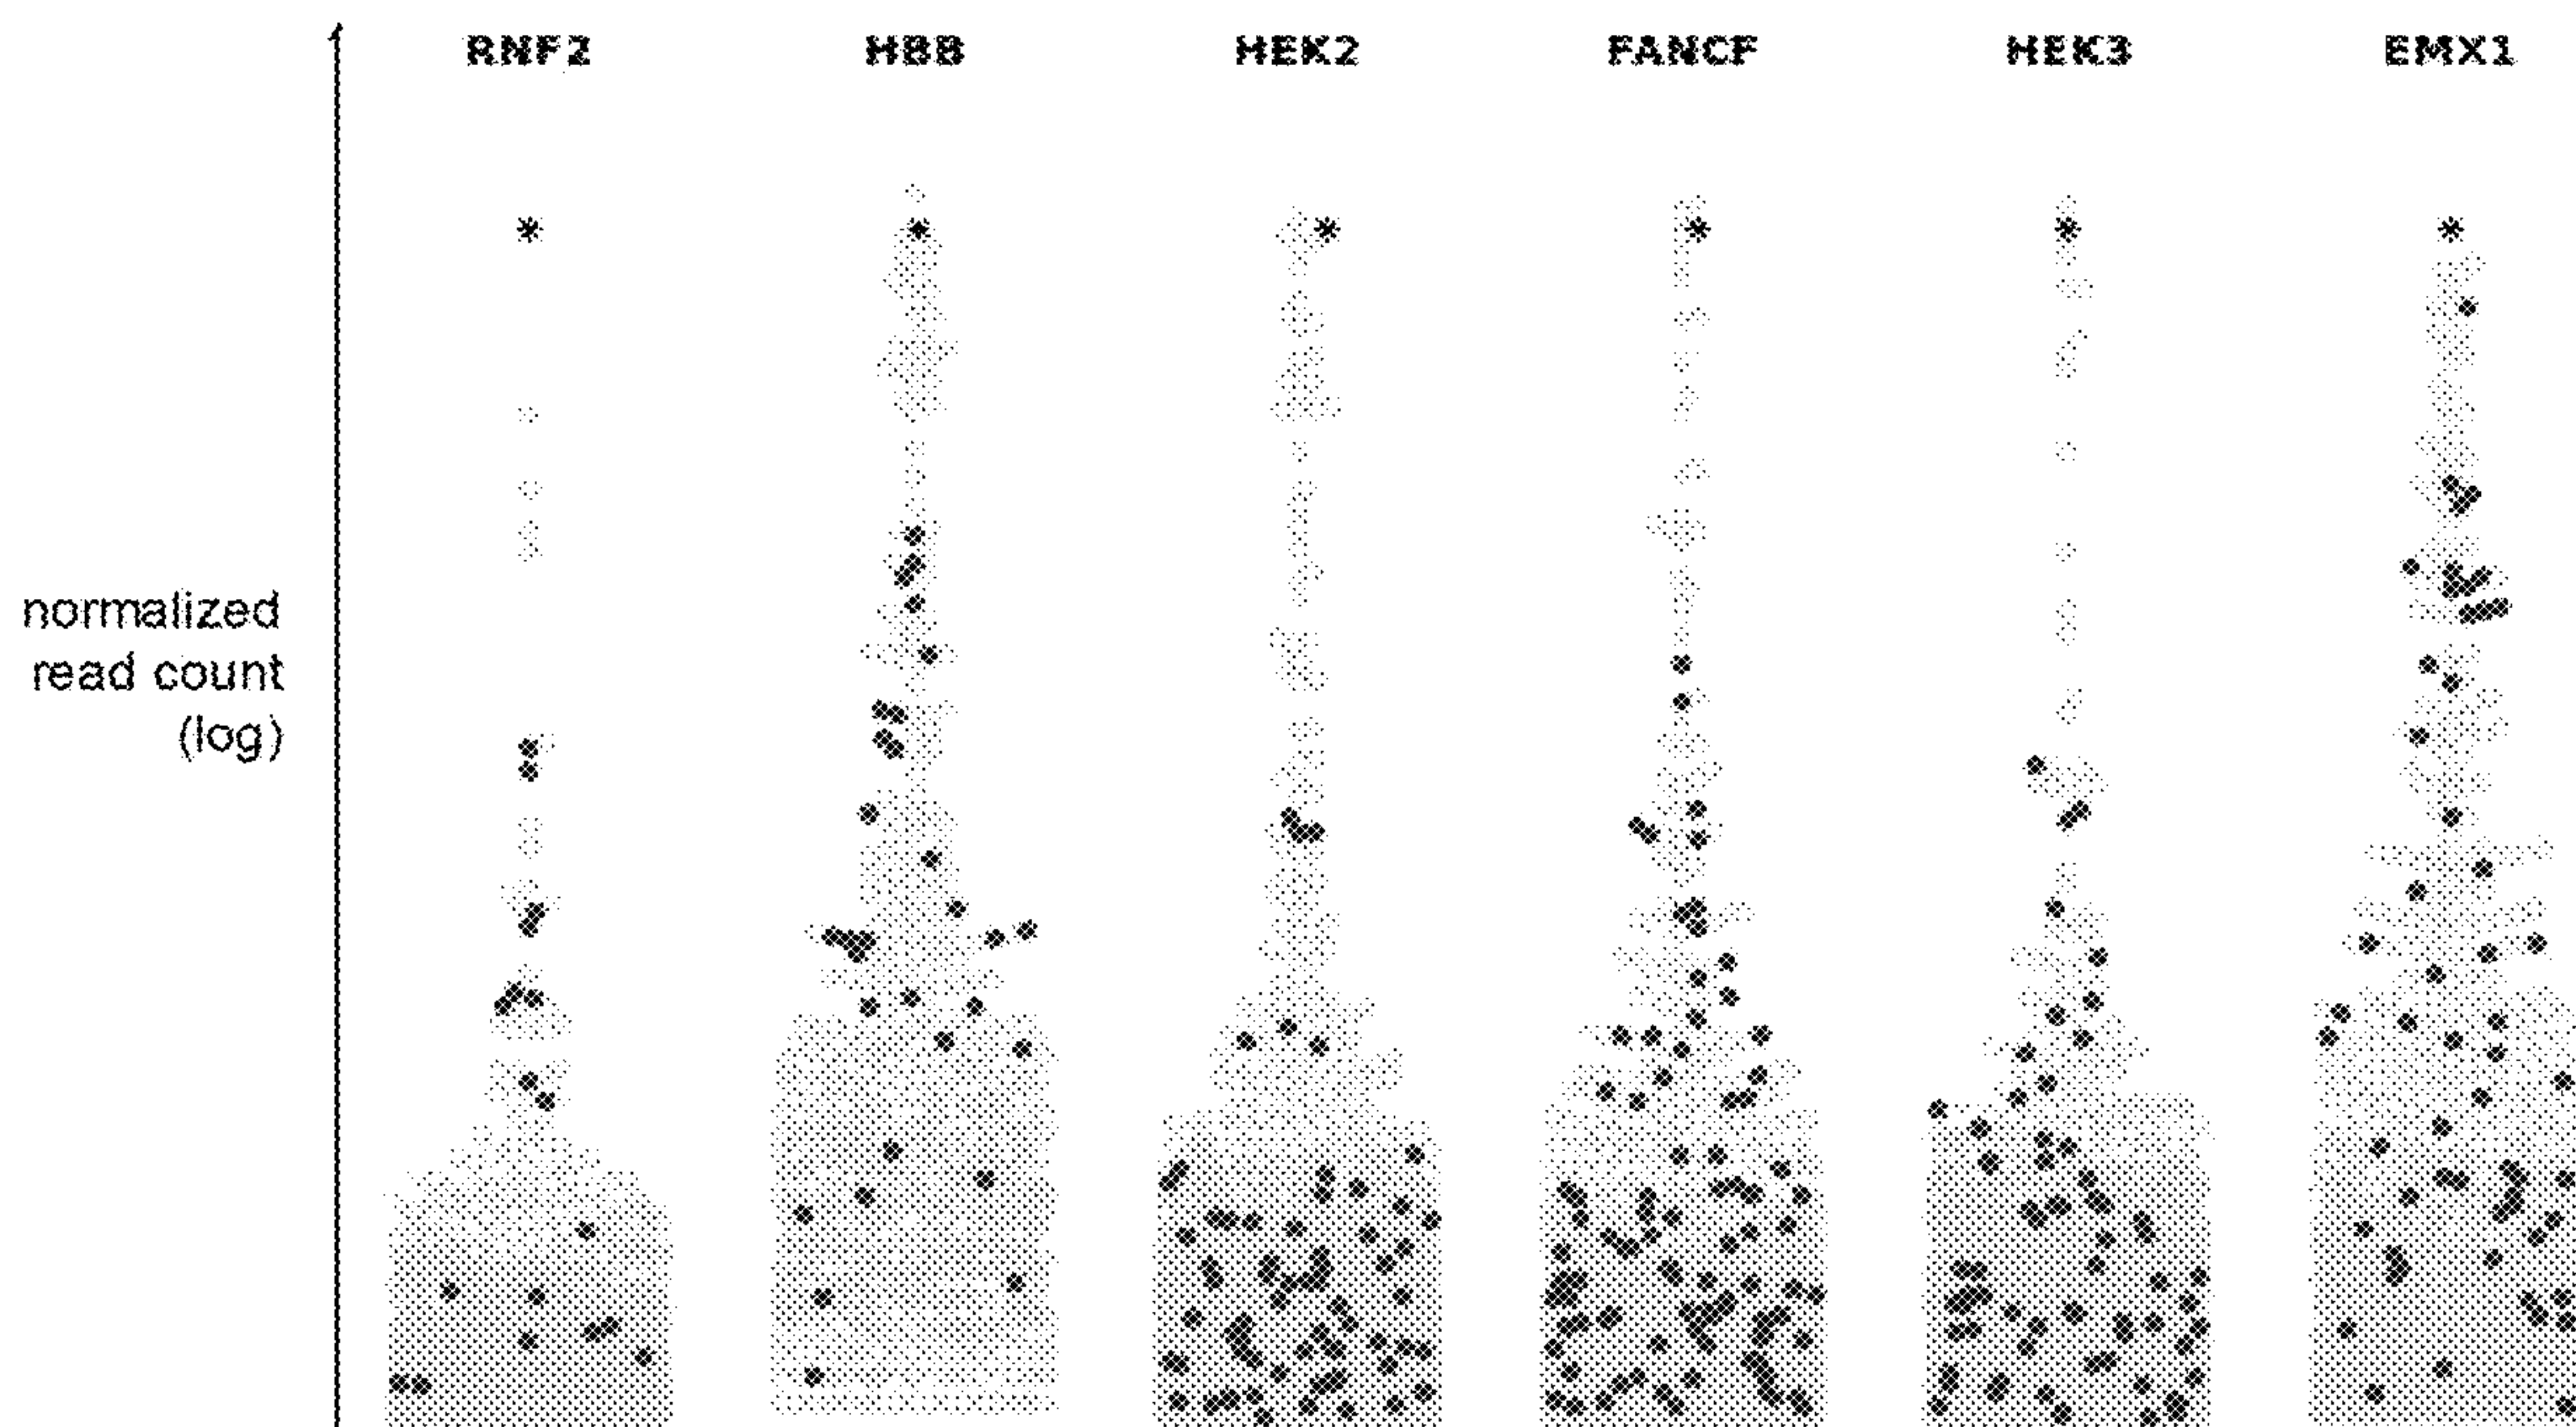 RNF2 HBB HEK2 FANCF HEK3 EMX1
normalized
read count
(log)